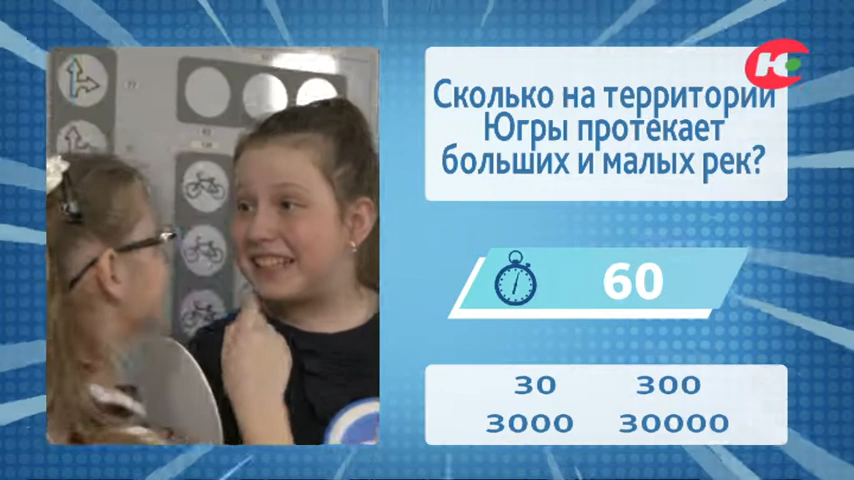 Ю
Сколько на территории
Югры протекает
больших и малых рек?
60
30 300
3000 30000